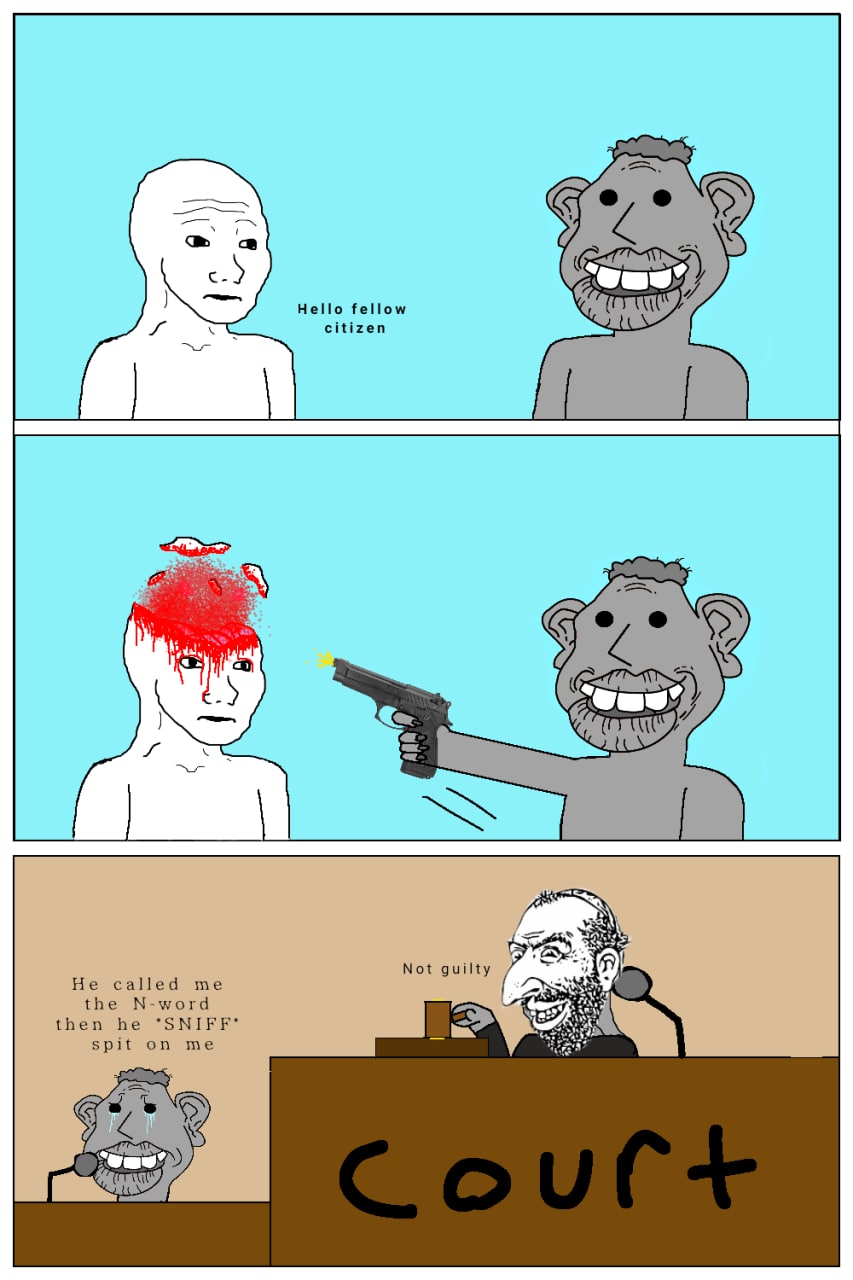 Hello fellow
citizen
He called me
the N-word
then he *SNIFF*
spit on me
Not guilty
Court